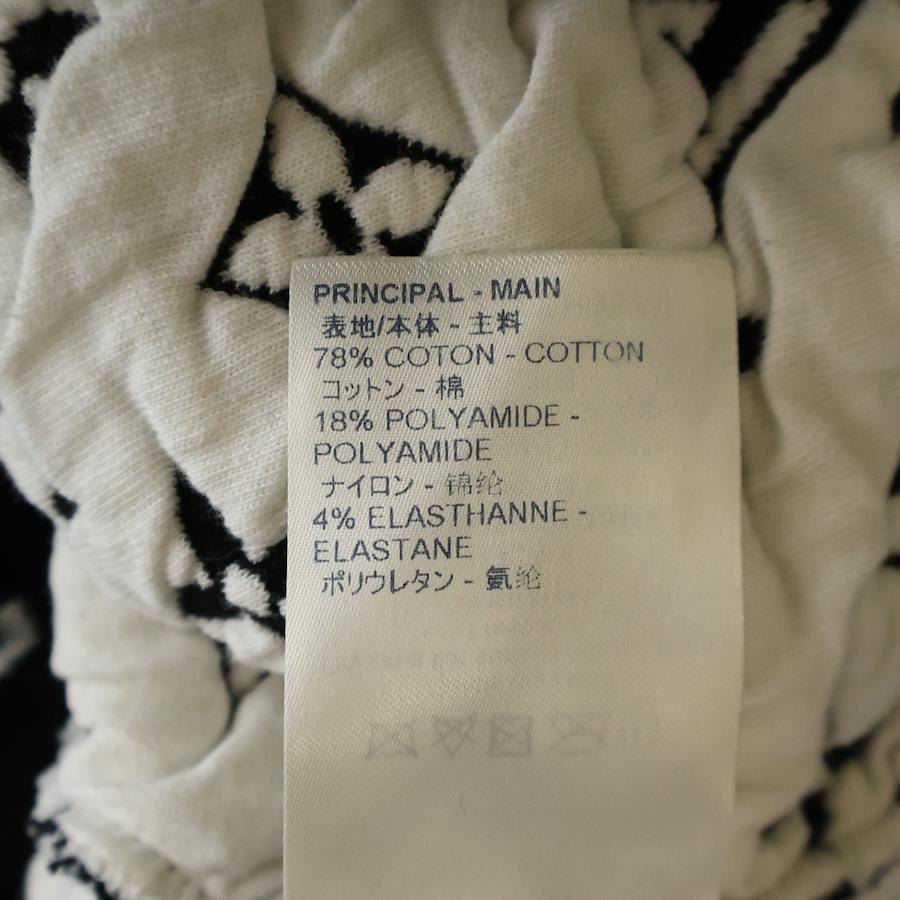 PRINCIPAL - MAIN
表地/本体 - 主料
78% COTON - COTTON
コットン - 棉
18% POLYAMIDE -
POLYAMIDE
ナイロン - 锦纶
4% ELASTHANNE -
ELASTANE
ポリウレタン - 氨纶